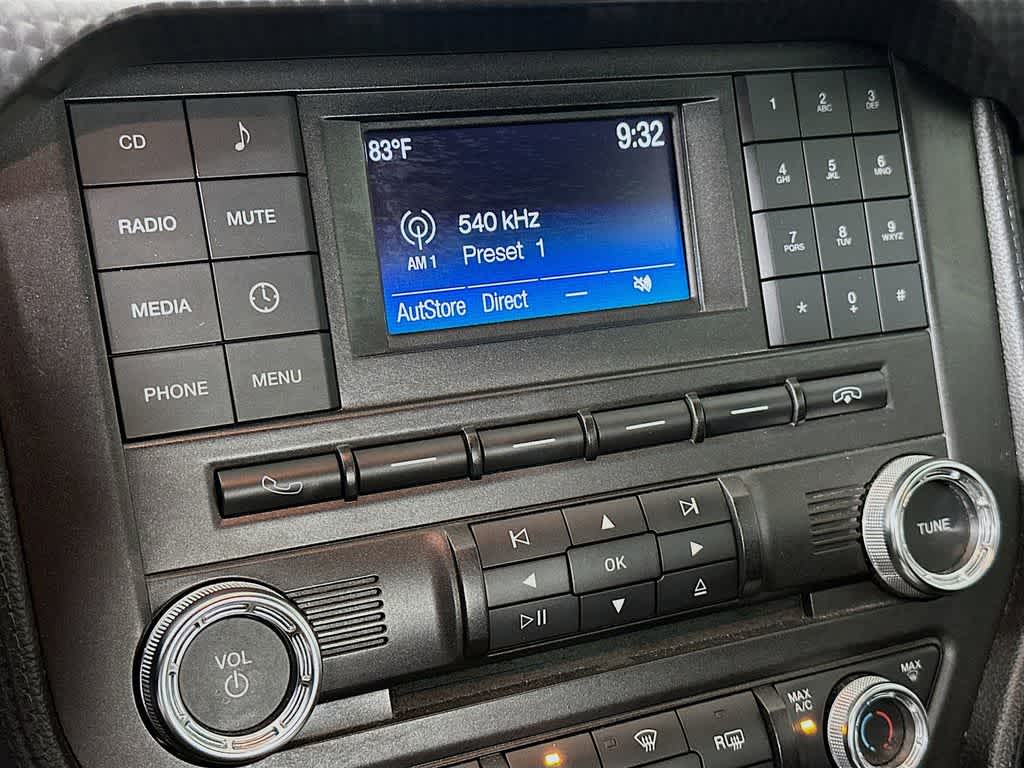 CD
RADIO
MUTE
MEDIA
PHONE
MENU
83°F
9:32
AM 1
540 kHz
Preset 1
AutStore Direct
1
2 ABC
3 DEF
4 GHI
5 JKL
6 MNO
7 PQRS
8 TUV
9 WXYZ
*
0 +
#
OK
VOL
TUNE
MAX A/C
MAX
R